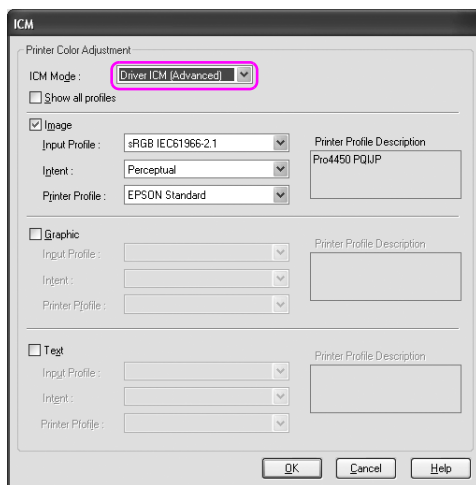 ICM
Printer Color Adjustment
ICM Mode : Driver ICM (Advanced)
Show all profiles
Image
Input Profile : sRGB IEC61966-2.1
Intent : Perceptual
Printer Profile : EPSON Standard
Printer Profile Description
Pro4450 PQIJP
Graphic
Input Profile :
Intent :
Printer Profile :
Printer Profile Description
Text
Input Profile :
Intent :
Printer Profile :
Printer Profile Description
OK Cancel Help